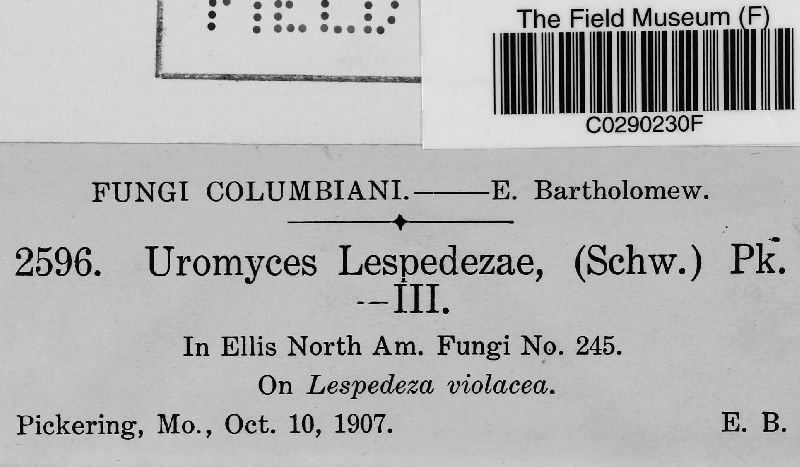 FIELD
The Field Museum (F)
C0290230F
FUNGI COLUMBIANI.——E. Bartholomew.
2596. Uromyces Lespedezae, (Schw.) Pk.
—III.
In Ellis North Am. Fungi No. 245.
On Lespedeza violacea.
Pickering, Mo., Oct. 10, 1907. E. B.